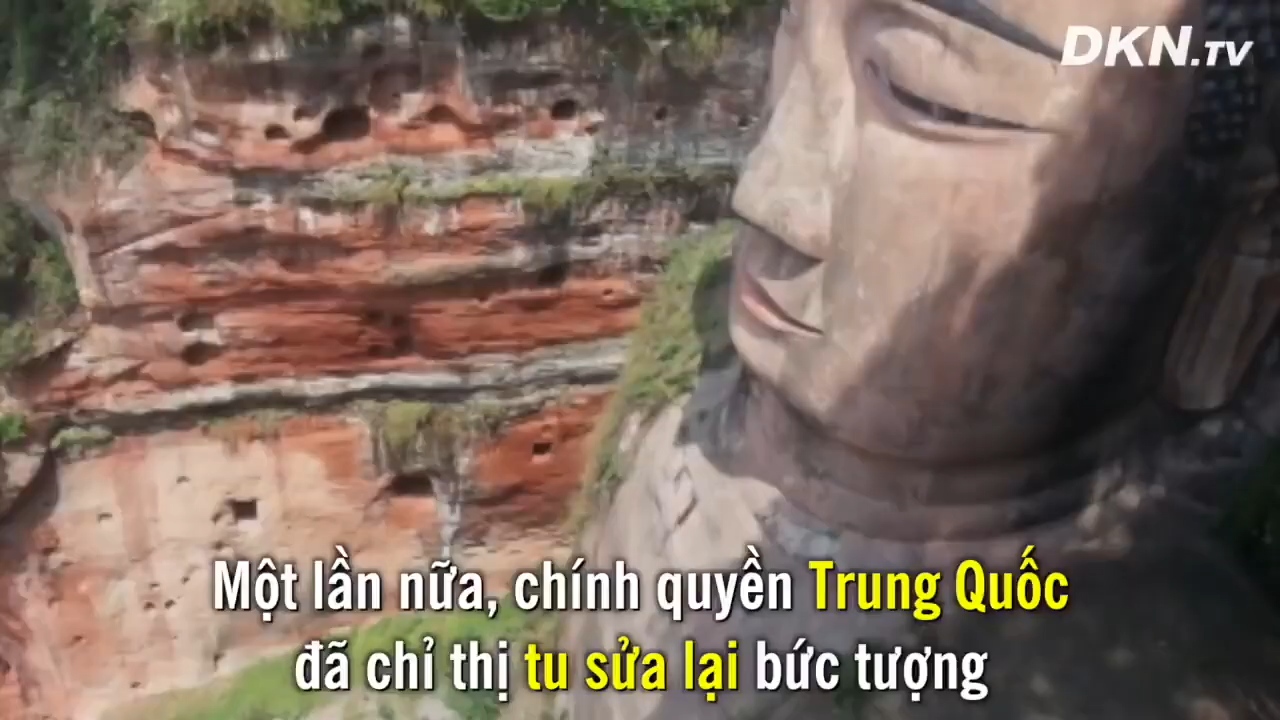 DKN.TV
Một lần nữa, chính quyền Trung Quốc
đã chỉ thị tu sửa lại bức tượng